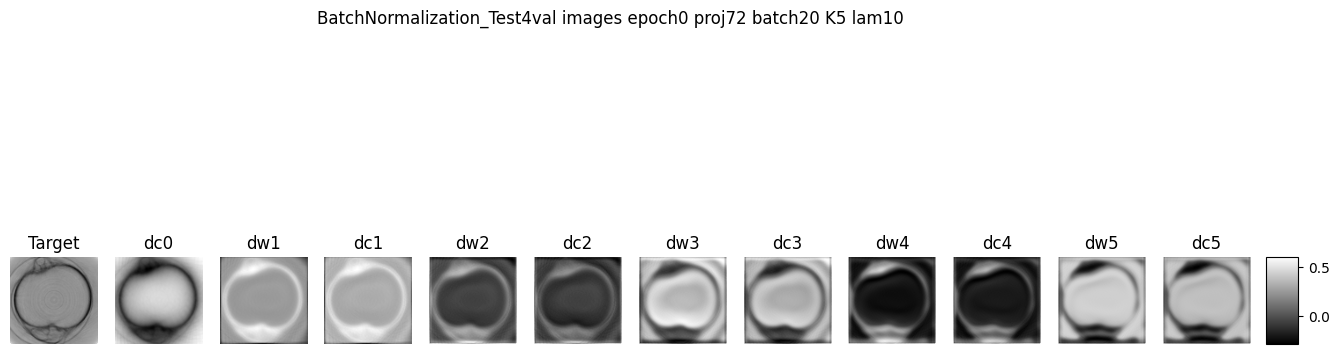 BatchNormalization_Test4val images epoch0 proj72 batch20 K5 lam10
Target dc0 dw1 dc1 dw2 dc2 dw3 dc3 dw4 dc4 dw5 dc5
0.5
0.0